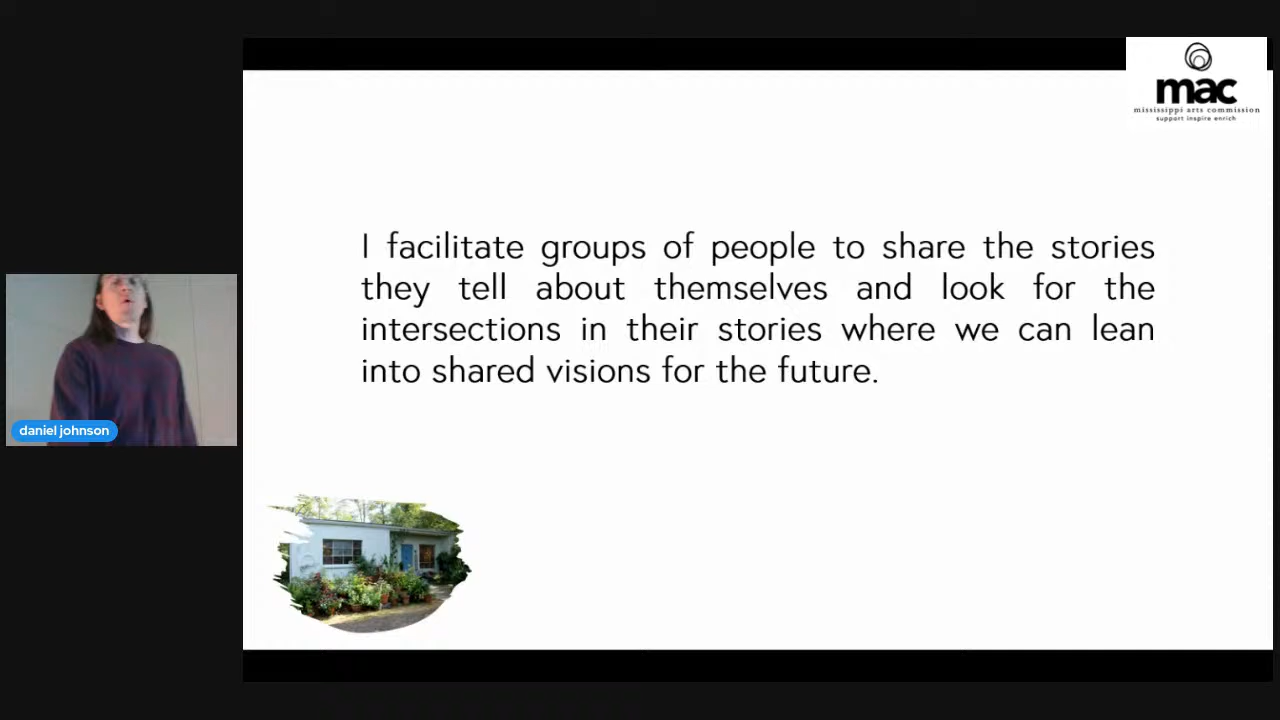 mac
mississippi arts commission
support inspire enrich
I facilitate groups of people to share the stories
they tell about themselves and look for the
intersections in their stories where we can lean
into shared visions for the future.
daniel johnson